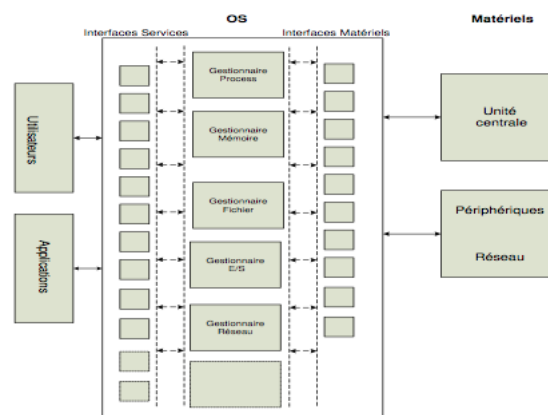 OS
Matériels
Interfaces Services
Interfaces Matériels
Utilisateurs
Applications
Gestionnaire
Process
Gestionnaire
Mémoire
Gestionnaire
Fichier
Gestionnaire
E/S
Gestionnaire
Réseau
Unité
centrale
Périphériques
Réseau